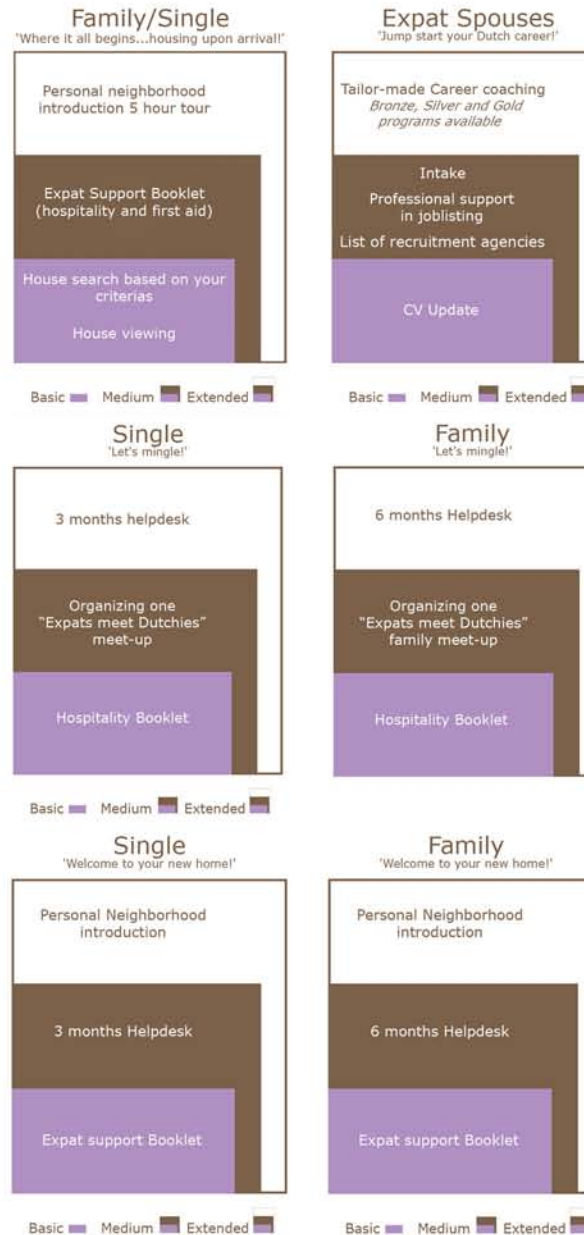 Family/Single
'Where it all begins...housing upon arrival!'
Personal neighborhood
introduction 5 hour tour
Expat Support Booklet
(hospitality and first aid)
House search based on your
criterias
House viewing
Basic Medium Extended
Expat Spouses
'Jump start your Dutch career!'
Tailor-made Career coaching
Bronze, Silver and Gold
programs available
Intake
Professional support
in joblisting
List of recruitment agencies
CV Update
Basic Medium Extended
Single
'Let's mingle!'
3 months helpdesk
Organizing one
"Expats meet Dutchies"
meet-up
Hospitality Booklet
Basic Medium Extended
Family
'Let's mingle!'
6 months Helpdesk
Organizing one
"Expats meet Dutchies"
family meet-up
Hospitality Booklet
Single
'Welcome to your new home!'
Personal Neighborhood
introduction
3 months Helpdesk
Expat support Booklet
Basic Medium Extended
Family
'Welcome to your new home!'
Personal Neighborhood
introduction
6 months Helpdesk
Expat support Booklet
Basic Medium Extended